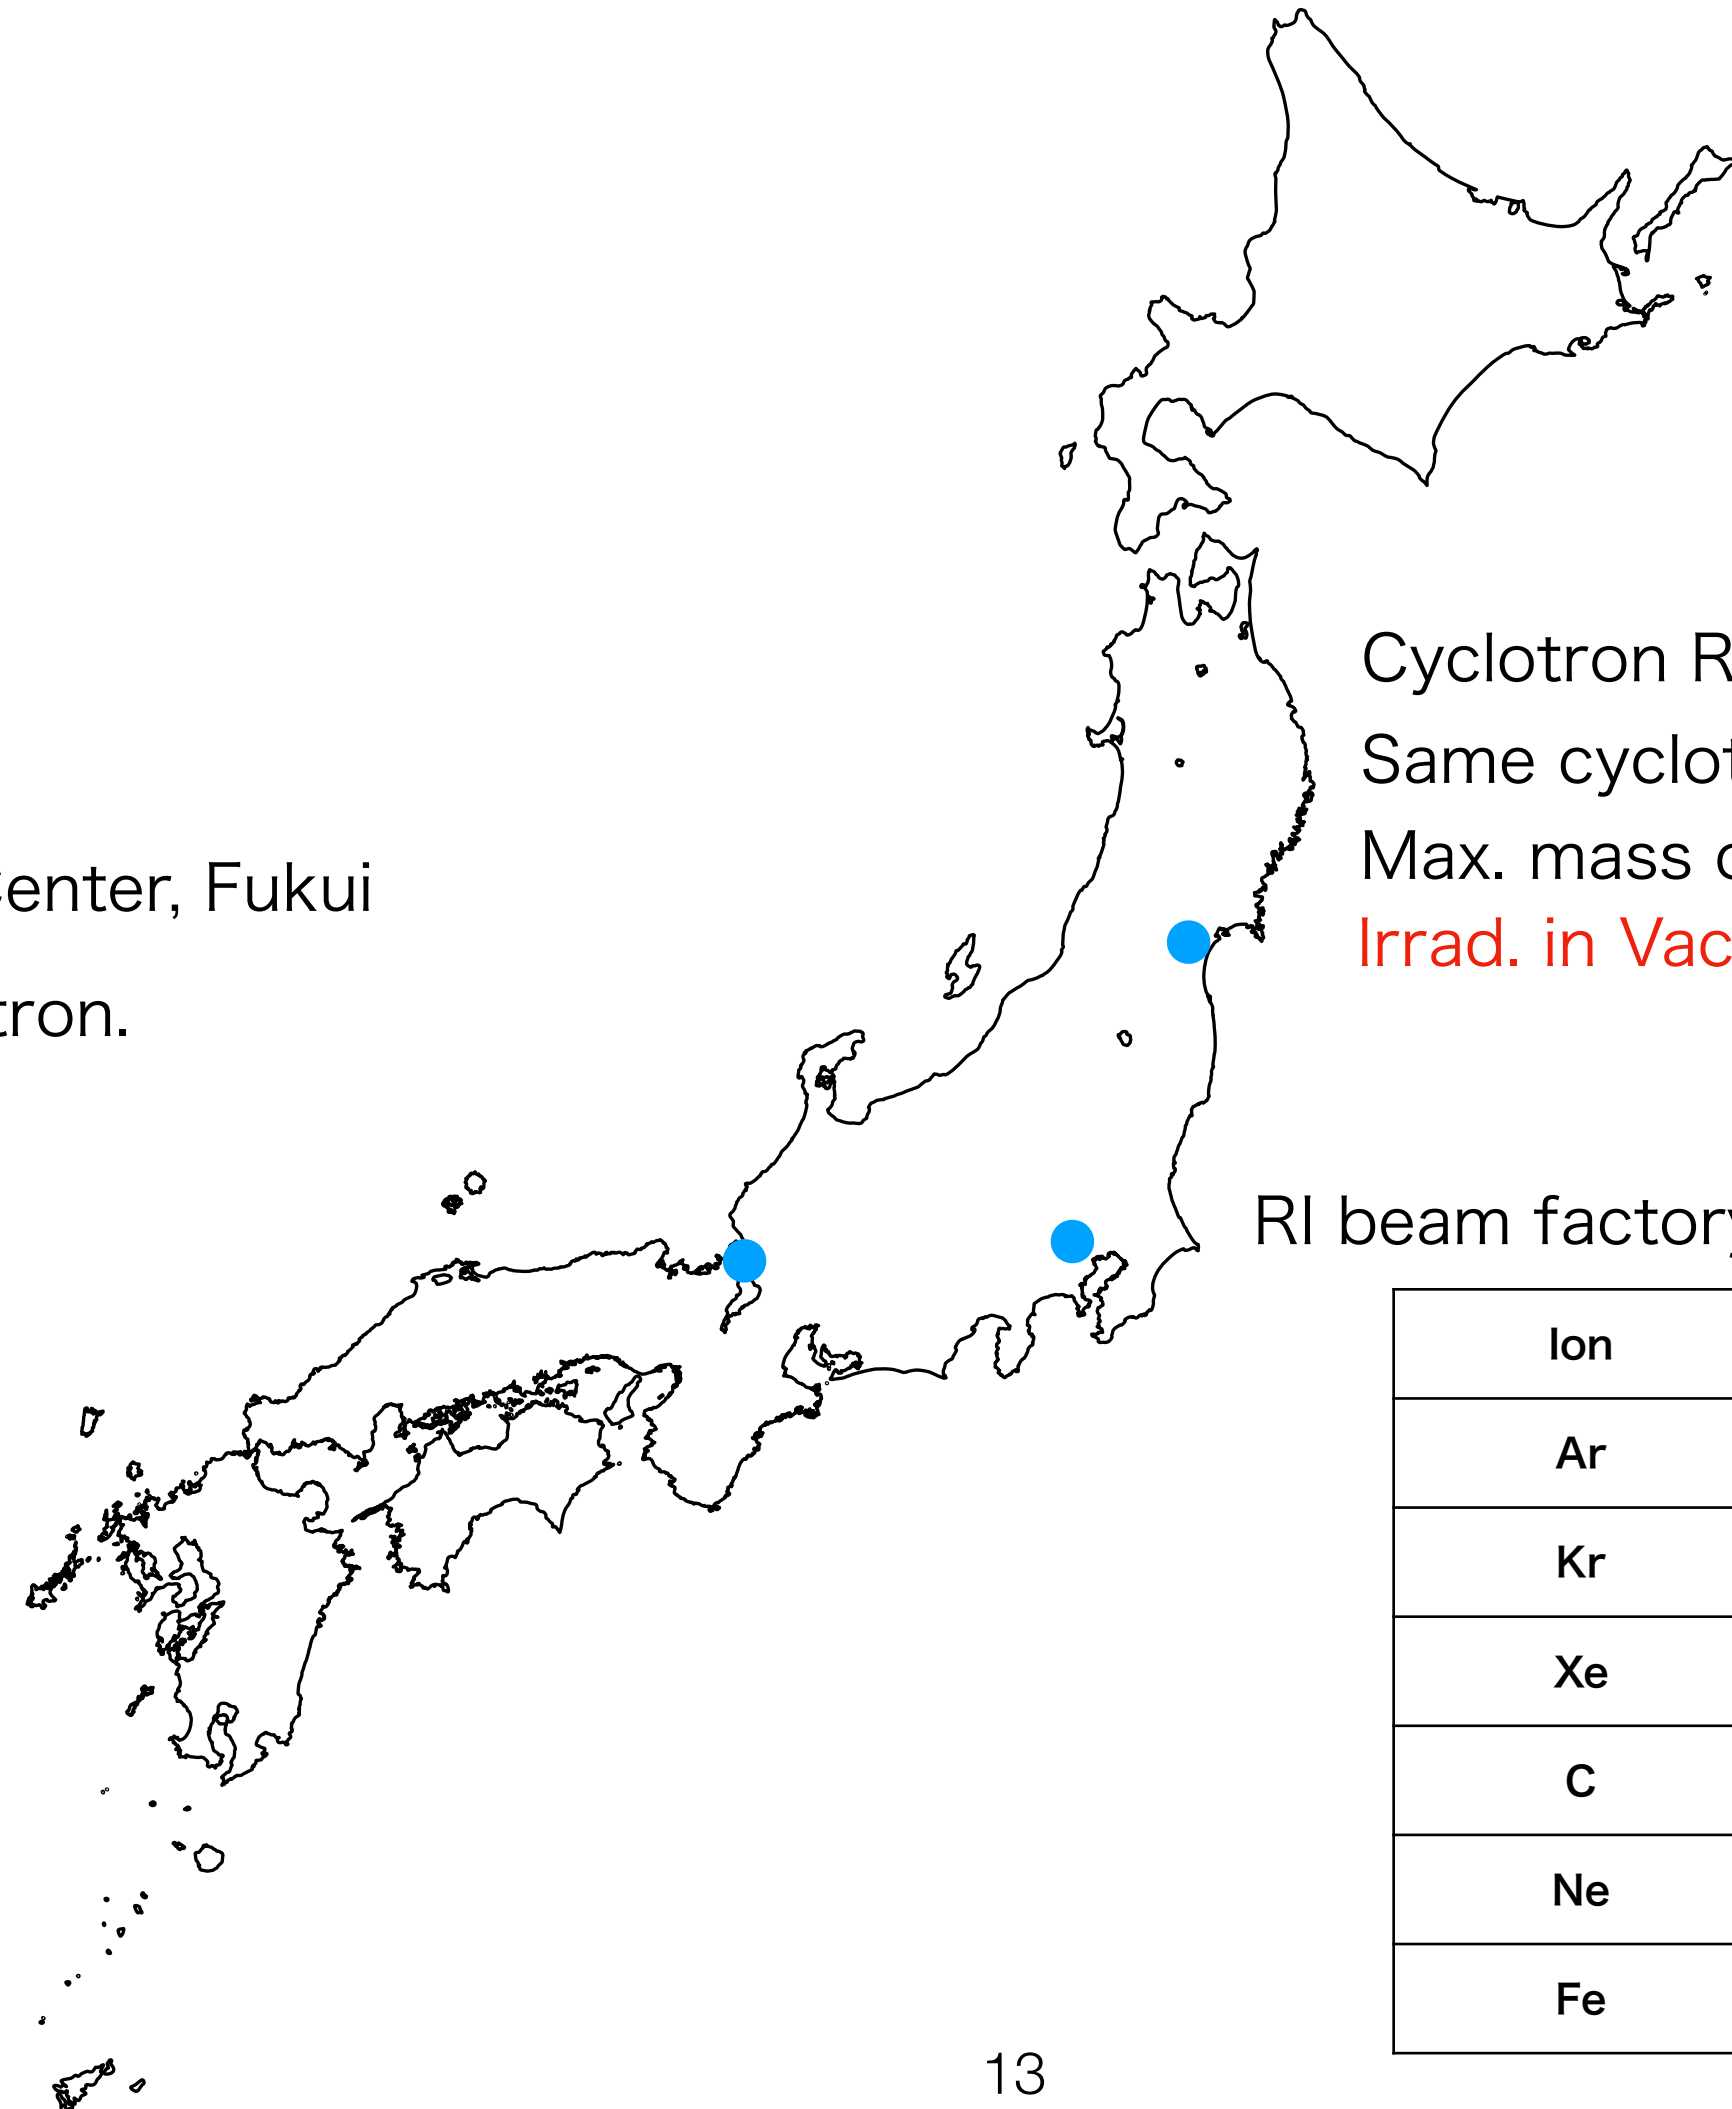 Cyclotron R
Same cyclot
Max. mass
Irrad. in Vac
enter, Fukui
tron.
RI beam factory
Ion
Ar
Kr
Xe
C
Ne
Fe
13